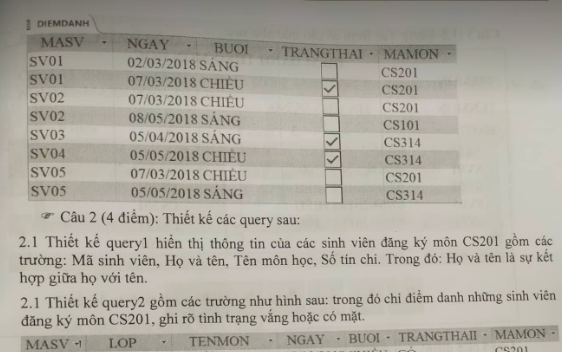 DIEMDANH
MASV NGAY BUOI TRANGTHAI MAMON
SV01 02/03/2018 SÁNG CS201
SV01 07/03/2018 CHIỀU CS201
SV02 07/03/2018 CHIỀU CS201
SV02 08/05/2018 SÁNG CS101
SV03 05/04/2018 SÁNG CS314
SV04 05/05/2018 CHIỀU CS314
SV05 07/03/2018 CHIỀU CS201
SV05 05/05/2018 SÁNG CS314
Câu 2 (4 điểm): Thiết kế các query sau:
2.1 Thiết kế query1 hiển thị thông tin của các sinh viên đăng ký môn CS201 gồm các
trường: Mã sinh viên, Họ và tên, Tên môn học, Số tín chỉ. Trong đó: Họ và tên là sự kết
hợp giữa họ với tên.
2.1 Thiết kế query2 gồm các trường như hình sau: trong đó chỉ điểm danh những sinh viên
đăng ký môn CS201, ghi rõ tình trạng vắng hoặc có mặt.
MASV LOP TENMON NGAY BUOI TRANGTHAII MAMON
CS201